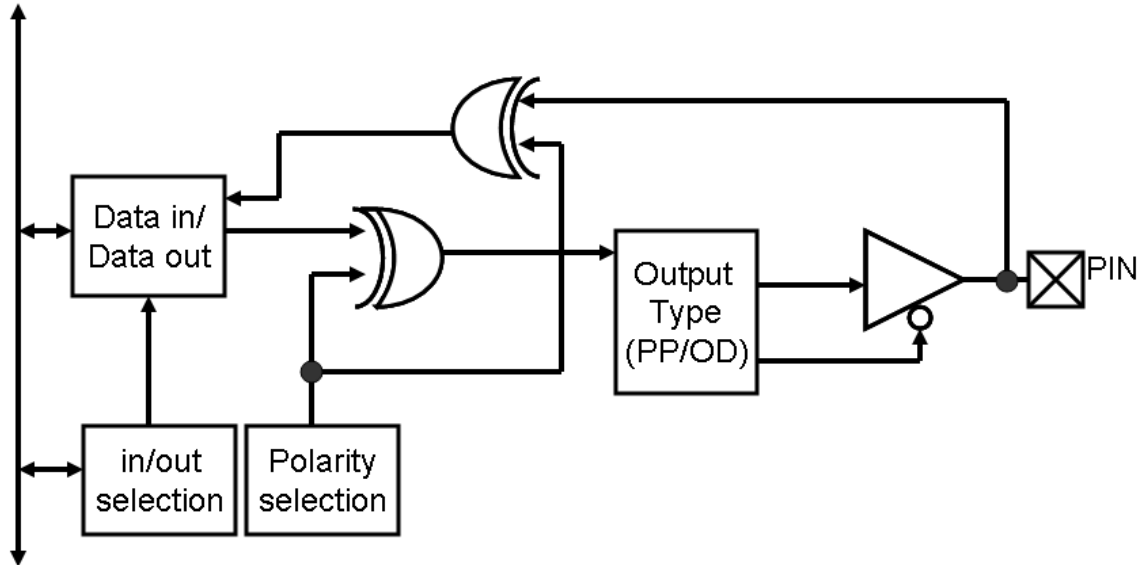 Data in/
Data out
Output
Type
(PP/OD)
PIN
in/out
selection
Polarity
selection